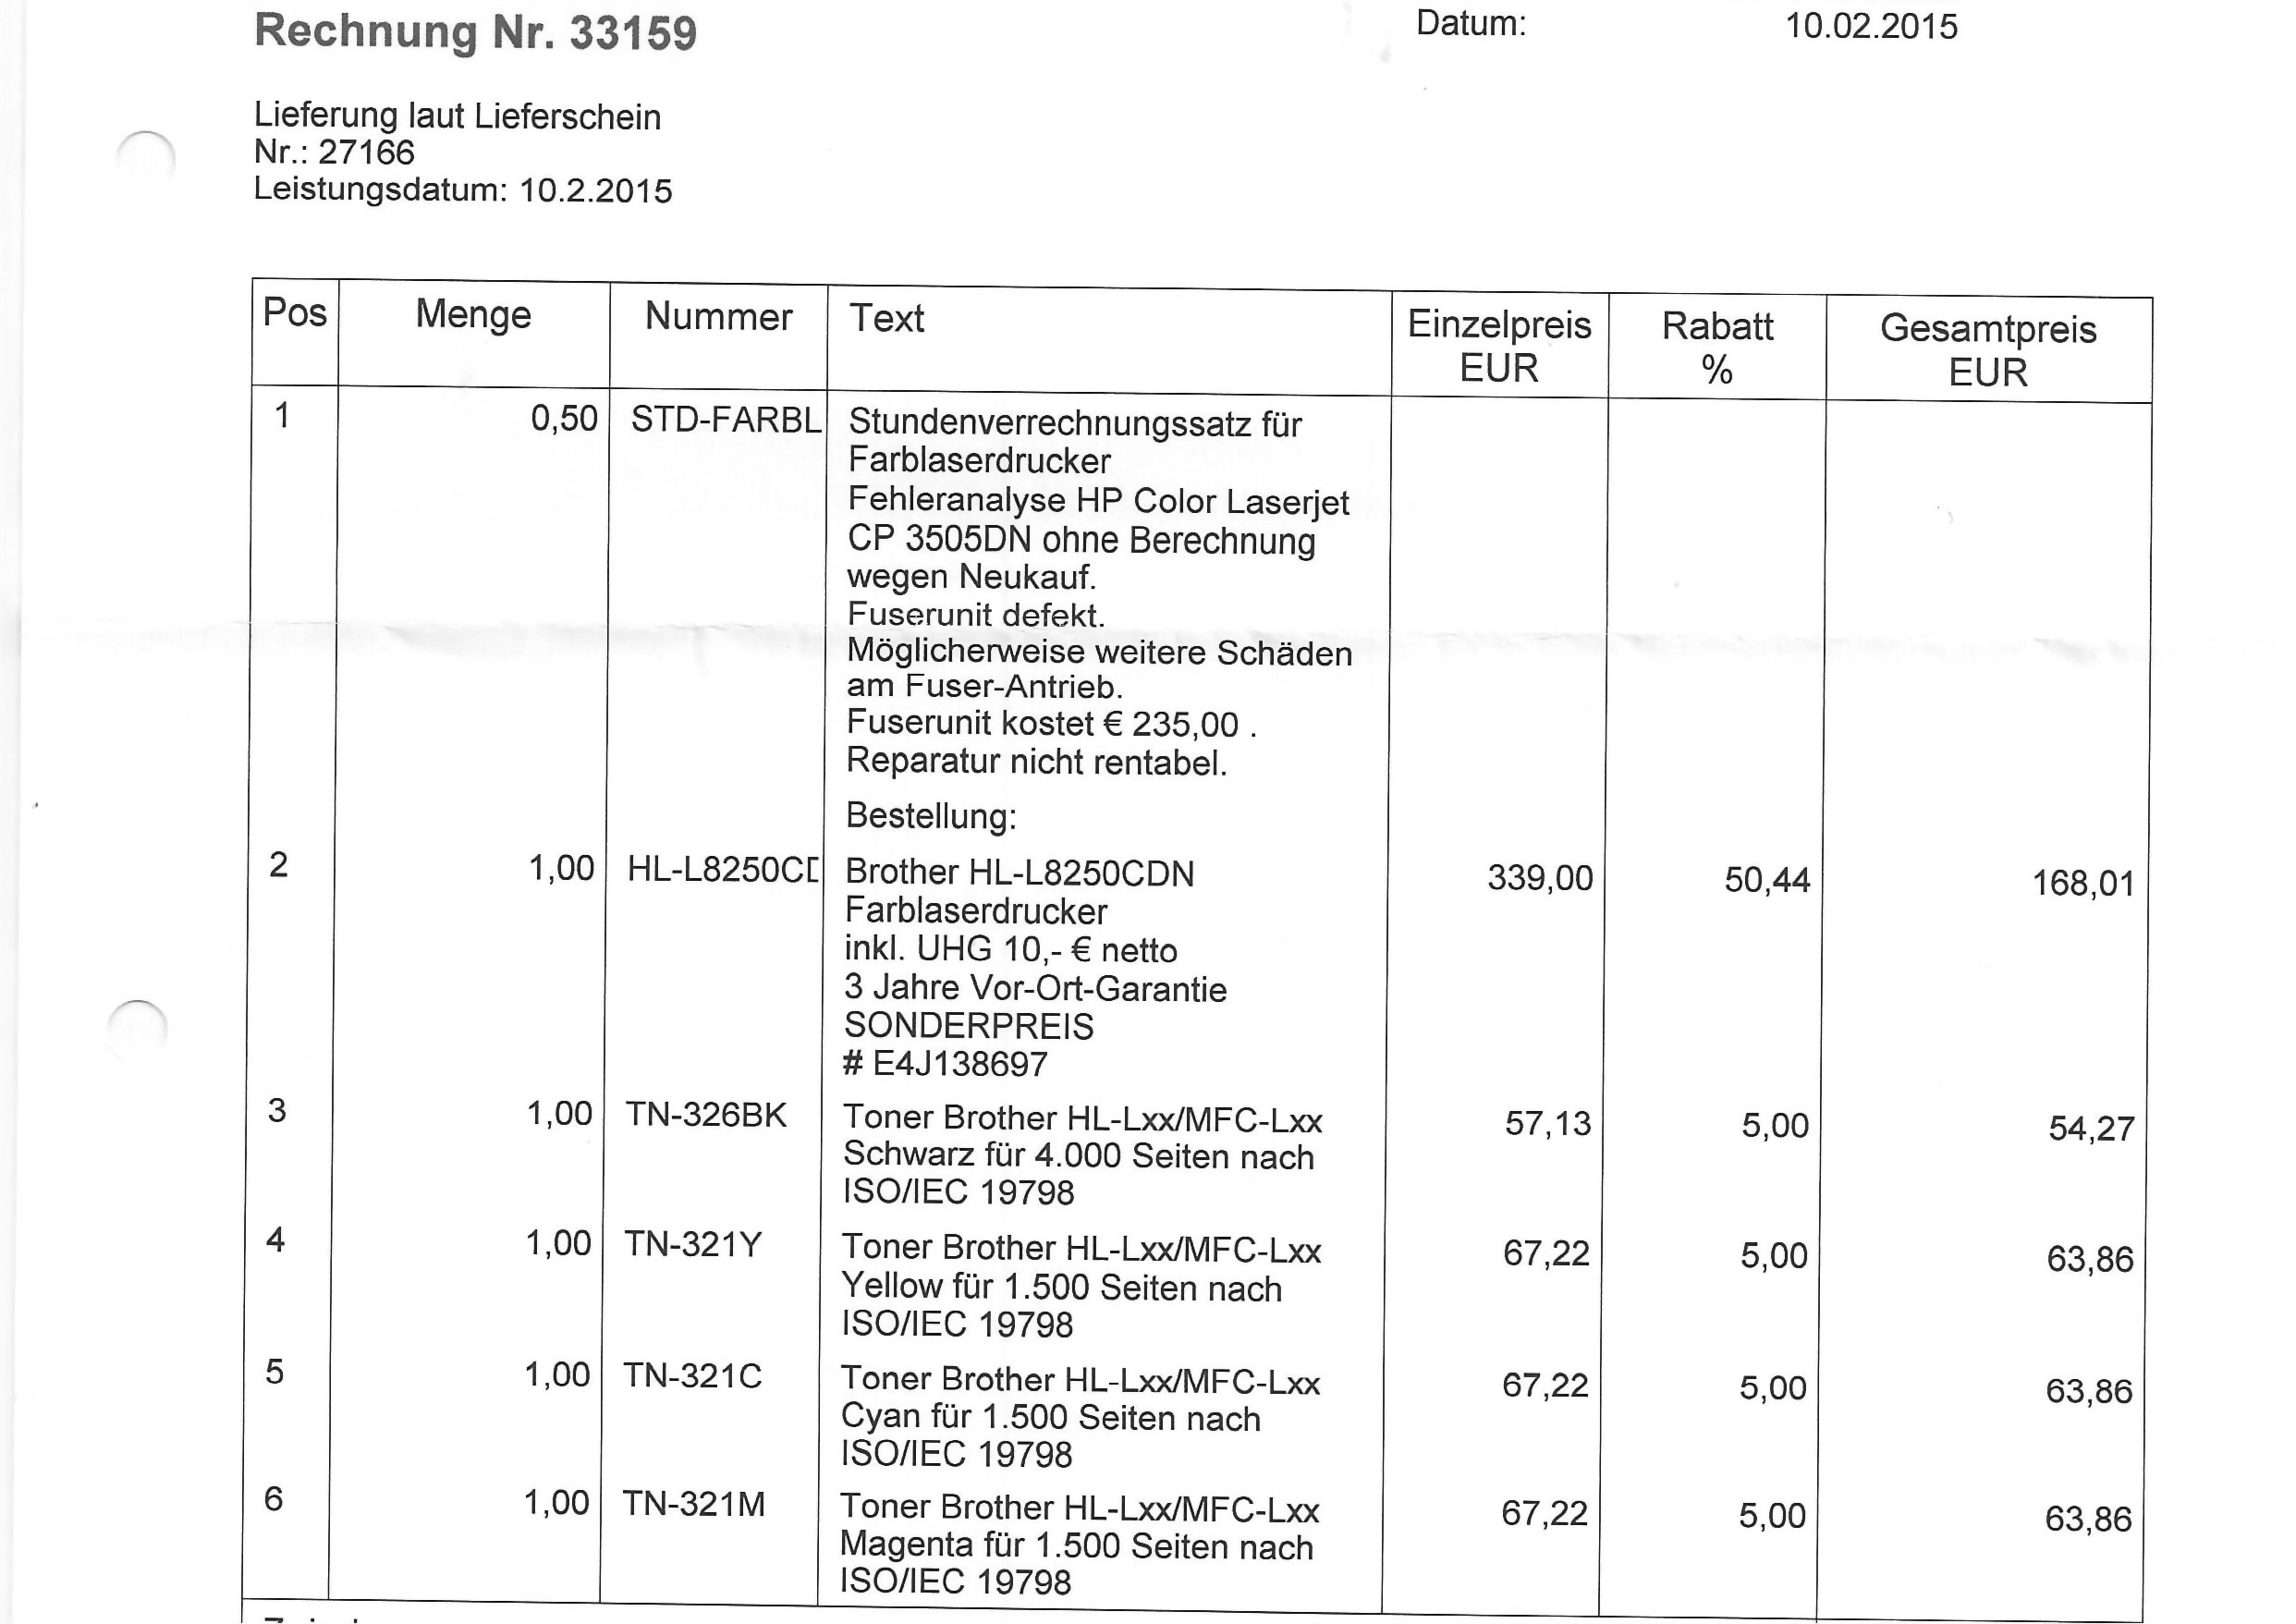 Rechnung Nr. 33159
Datum: 10.02.2015
Lieferung laut Lieferschein
Nr.: 27166
Leistungsdatum: 10.2.2015
Pos Menge Nummer Text Einzelpreis EUR Rabatt % Gesamtpreis EUR
1 0,50 STD-FARBL Stundenverrechnungssatz für
Farblaserdrucker
Fehleranalyse HP Color Laserjet
CP 3505DN ohne Berechnung
wegen Neukauf.
Fuserunit defekt.
Möglicherweise weitere Schäden
am Fuser-Antrieb.
Fuserunit kostet € 235,00 .
Reparatur nicht rentabel.
Bestellung:
2 1,00 HL-L8250CD Brother HL-L8250CDN 339,00 50,44 168,01
Farblaserdrucker
inkl. UHG 10,- € netto
3 Jahre Vor-Ort-Garantie
SONDERPREIS
# E4J138697
3 1,00 TN-326BK Toner Brother HL-Lxx/MFC-Lxx 57,13 5,00 54,27
Schwarz für 4.000 Seiten nach
ISO/IEC 19798
4 1,00 TN-321Y Toner Brother HL-Lxx/MFC-Lxx 67,22 5,00 63,86
Yellow für 1.500 Seiten nach
ISO/IEC 19798
5 1,00 TN-321C Toner Brother HL-Lxx/MFC-Lxx 67,22 5,00 63,86
Cyan für 1.500 Seiten nach
ISO/IEC 19798
6 1,00 TN-321M Toner Brother HL-Lxx/MFC-Lxx 67,22 5,00 63,86
Magenta für 1.500 Seiten nach
ISO/IEC 19798